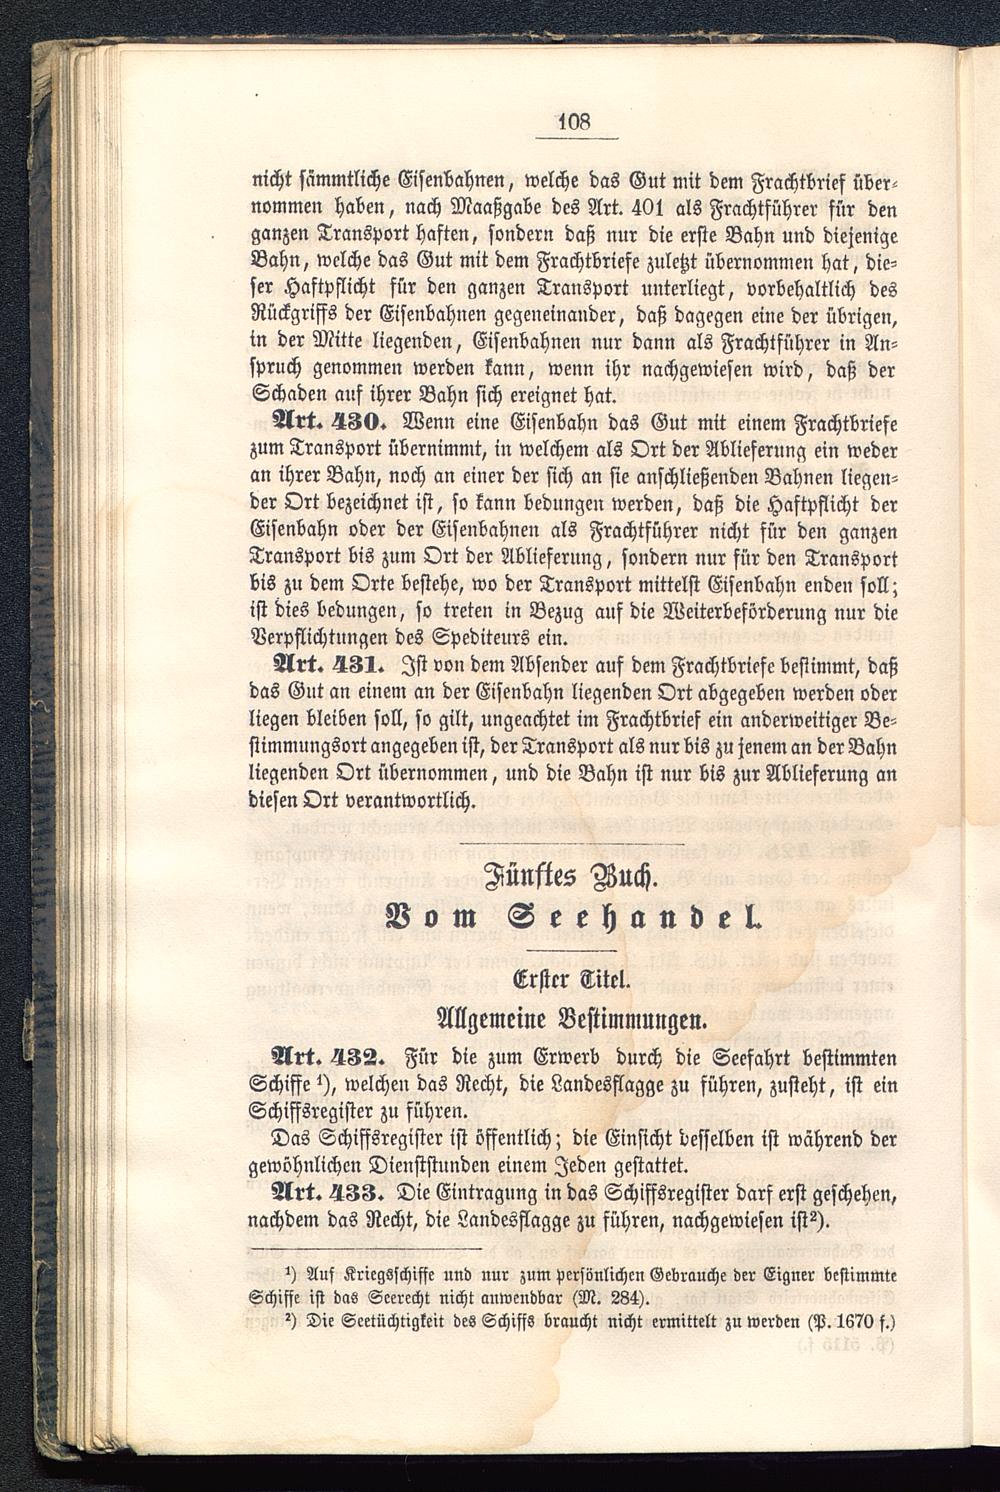 108
nicht sämmtliche Eisenbahnen, welche das Gut mit dem Frachtbrief über-
nommen haben, nach Maaßgabe des Art. 401 als Frachtführer für den
ganzen Transport haften, sondern daß nur die erste Bahn und diejenige
Bahn, welche das Gut mit dem Frachtbriefe zuletzt übernommen hat, die-
ser Haftpflicht für den ganzen Transport unterliegt, vorbehaltlich des
Rückgriffs der Eisenbahnen gegeneinander, daß dagegen eine der übrigen,
in der Mitte liegenden, Eisenbahnen nur dann als Frachtführer in An-
spruch genommen werden kann, wenn ihr nachgewiesen wird, daß der
Schaden auf ihrer Bahn sich ereignet hat.
Art. 430. Wenn eine Eisenbahn das Gut mit einem Frachtbriefe
zum Transport übernimmt, in welchem als Ort der Ablieferung ein weder
an ihrer Bahn, noch an einer der sich an sie anschließenden Bahnen liegen-
der Ort bezeichnet ist, so kann bedungen werden, daß die Haftpflicht der
Eisenbahn oder der Eisenbahnen als Frachtführer nicht für den ganzen
Transport bis zum Ort der Ablieferung, sondern nur für den Transport
bis zu dem Orte bestehe, wo der Transport mittelst Eisenbahn enden soll;
ist dies bedungen, so treten in Bezug auf die Weiterbeförderung nur die
Verpflichtungen des Spediteurs ein.
Art. 431. Ist von dem Absender auf dem Frachtbriefe bestimmt, daß
das Gut an einem an der Eisenbahn liegenden Ort abgegeben werden oder
liegen bleiben soll, so gilt, ungeachtet im Frachtbrief ein anderweitiger Be-
stimmungsort angegeben ist, der Transport als nur bis zu jenem an der Bahn
liegenden Ort übernommen, und die Bahn ist nur bis zur Ablieferung an
diesen Ort verantwortlich.
Fünftes Buch.
Vom Seehandel.
Erster Titel.
Allgemeine Bestimmungen.
Art. 432. Für die zum Erwerb durch die Seefahrt bestimmten
Schiffe ¹), welchen das Recht, die Landesflagge zu führen, zusteht, ist ein
Schiffsregister zu führen.
Das Schiffsregister ist öffentlich; die Einsicht desselben ist während der
gewöhnlichen Dienststunden einem Jeden gestattet.
Art. 433. Die Eintragung in das Schiffsregister darf erst geschehen,
nachdem das Recht, die Landesflagge zu führen, nachgewiesen ist²).
¹) Auf Kriegsschiffe und nur zum persönlichen Gebrauche der Eigner bestimmte
Schiffe ist das Seerecht nicht anwendbar (M. 284).
²) Die Seetüchtigkeit des Schiffs braucht nicht ermittelt zu werden (P. 1670 f.)